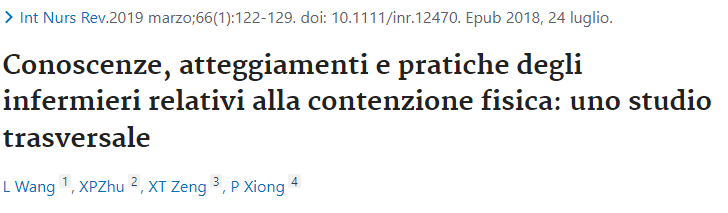 Int Nurs Rev.2019 marzo;66(1):122-129. doi: 10.1111/inr.12470. Epub 2018, 24 luglio.
Conoscenze, atteggiamenti e pratiche degli
infermieri relativi alla contenzione fisica: uno studio
trasversale
L Wang 1, XPZhu 2, XT Zeng 3, P Xiong 4